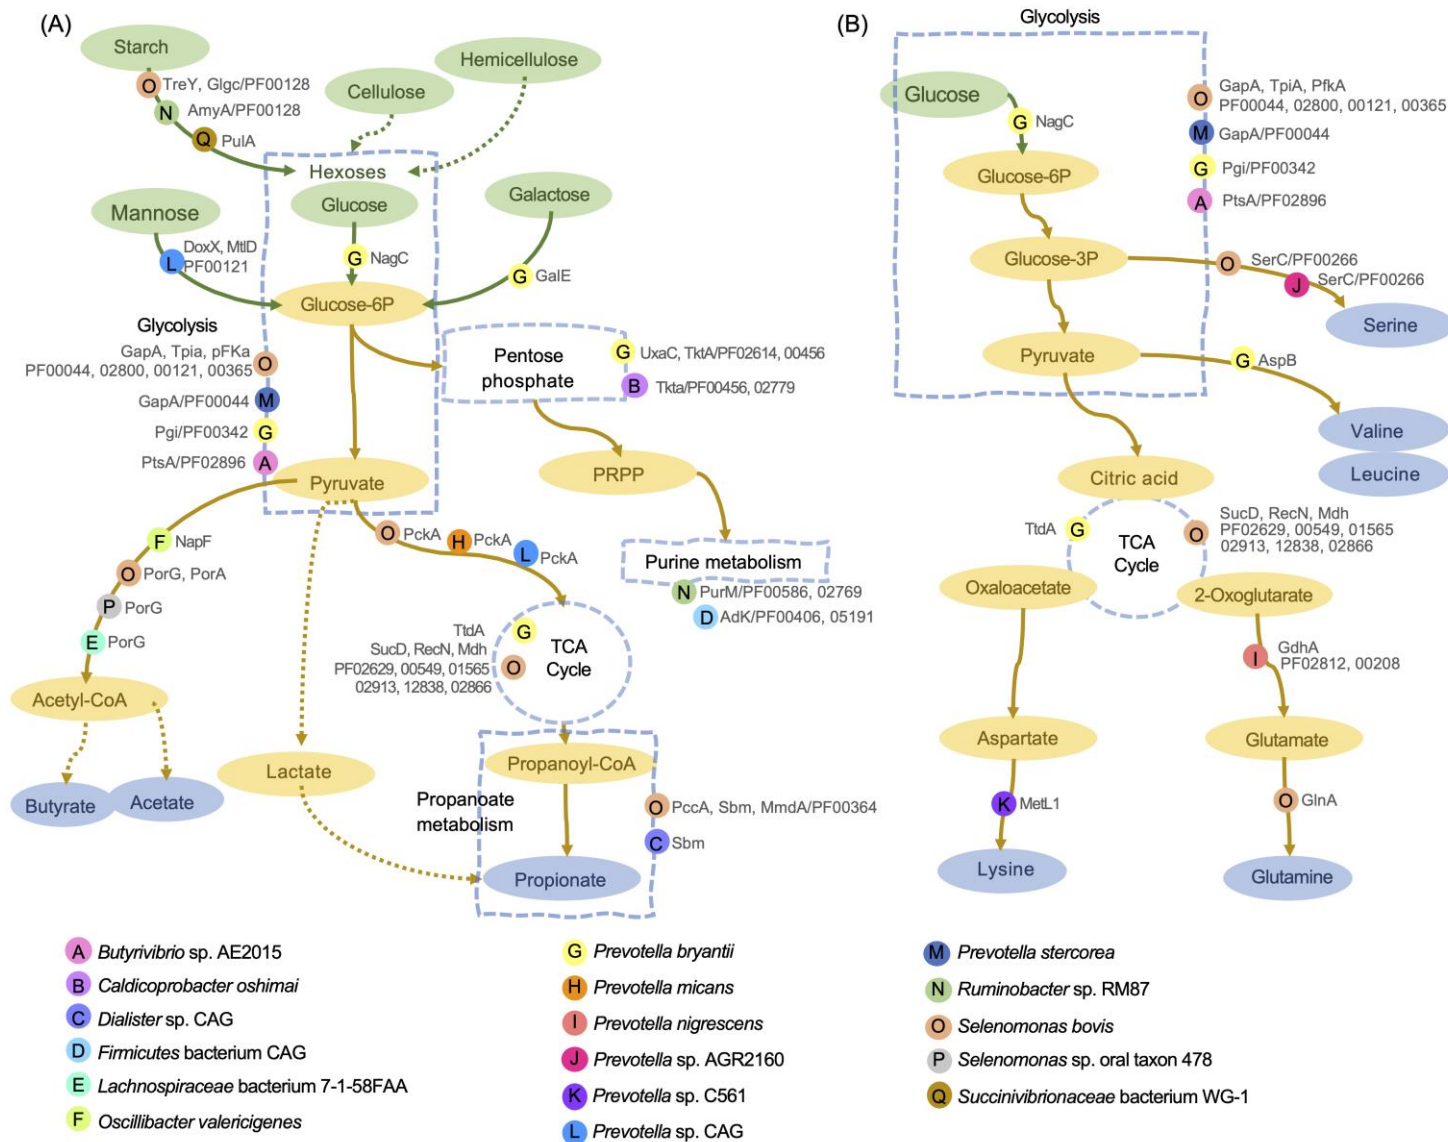 (A)
Starch
O TreY, Glgc/PF00128
N AmyA/PF00128
Q PulA
Cellulose
Hemicellulose
Hexoses
Mannose
Glucose
Galactose
DoxX, MtlD
L PF00121
G NagC
G GalE
Glucose-6P
Glycolysis
GapA, Tpia, pFKa
PF00044, 02800, 00121, 00365
O
GapA/PF00044 M
Pgi/PF00342 G
PtsA/PF02896 A
Pentose
phosphate
G UxaC, TktA/PF02614, 00456
B Tkta/PF00456, 02779
Pyruvate
PRPP
O PckA
H PckA
L PckA
F NapF
O PorG, PorA
P PorG
E PorG
Purine metabolism
N PurM/PF00586, 02769
D AdK/PF00406, 05191
TtdA G
SucD, RecN, Mdh
PF02629, 00549, 01565
02913, 12838, 02866
O
TCA
Cycle
Acetyl-CoA
Butyrate
Acetate
Lactate
Propanoyl-CoA
Propanoate
metabolism
O PccA, Sbm, MmdA/PF00364
C Sbm
Propionate
(B)
Glycolysis
Glucose
G NagC
O GapA, TpiA, PfkA
PF00044, 02800, 00121, 00365
M GapA/PF00044
G Pgi/PF00342
A PtsA/PF02896
Glucose-6P
Glucose-3P
O SerC/PF00266
J SerC/PF00266
Serine
Pyruvate
G AspB
Valine
Leucine
Citric acid
TtdA G
TCA
Cycle
O SucD, RecN, Mdh
PF02629, 00549, 01565
02913, 12838, 02866
Oxaloacetate
2-Oxoglutarate
I GdhA
PF02812, 00208
Aspartate
Glutamate
K MetL1
O GlnA
Lysine
Glutamine
A Butyrivibrio sp. AE2015
B Caldicoprobacter oshimai
C Dialister sp. CAG
D Firmicutes bacterium CAG
E Lachnospiraceae bacterium 7-1-58FAA
F Oscillibacter valericigenes
G Prevotella bryantii
H Prevotella micans
I Prevotella nigrescens
J Prevotella sp. AGR2160
K Prevotella sp. C561
L Prevotella sp. CAG
M Prevotella stercorea
N Ruminobacter sp. RM87
O Selenomonas bovis
P Selenomonas sp. oral taxon 478
Q Succinivibrionaceae bacterium WG-1